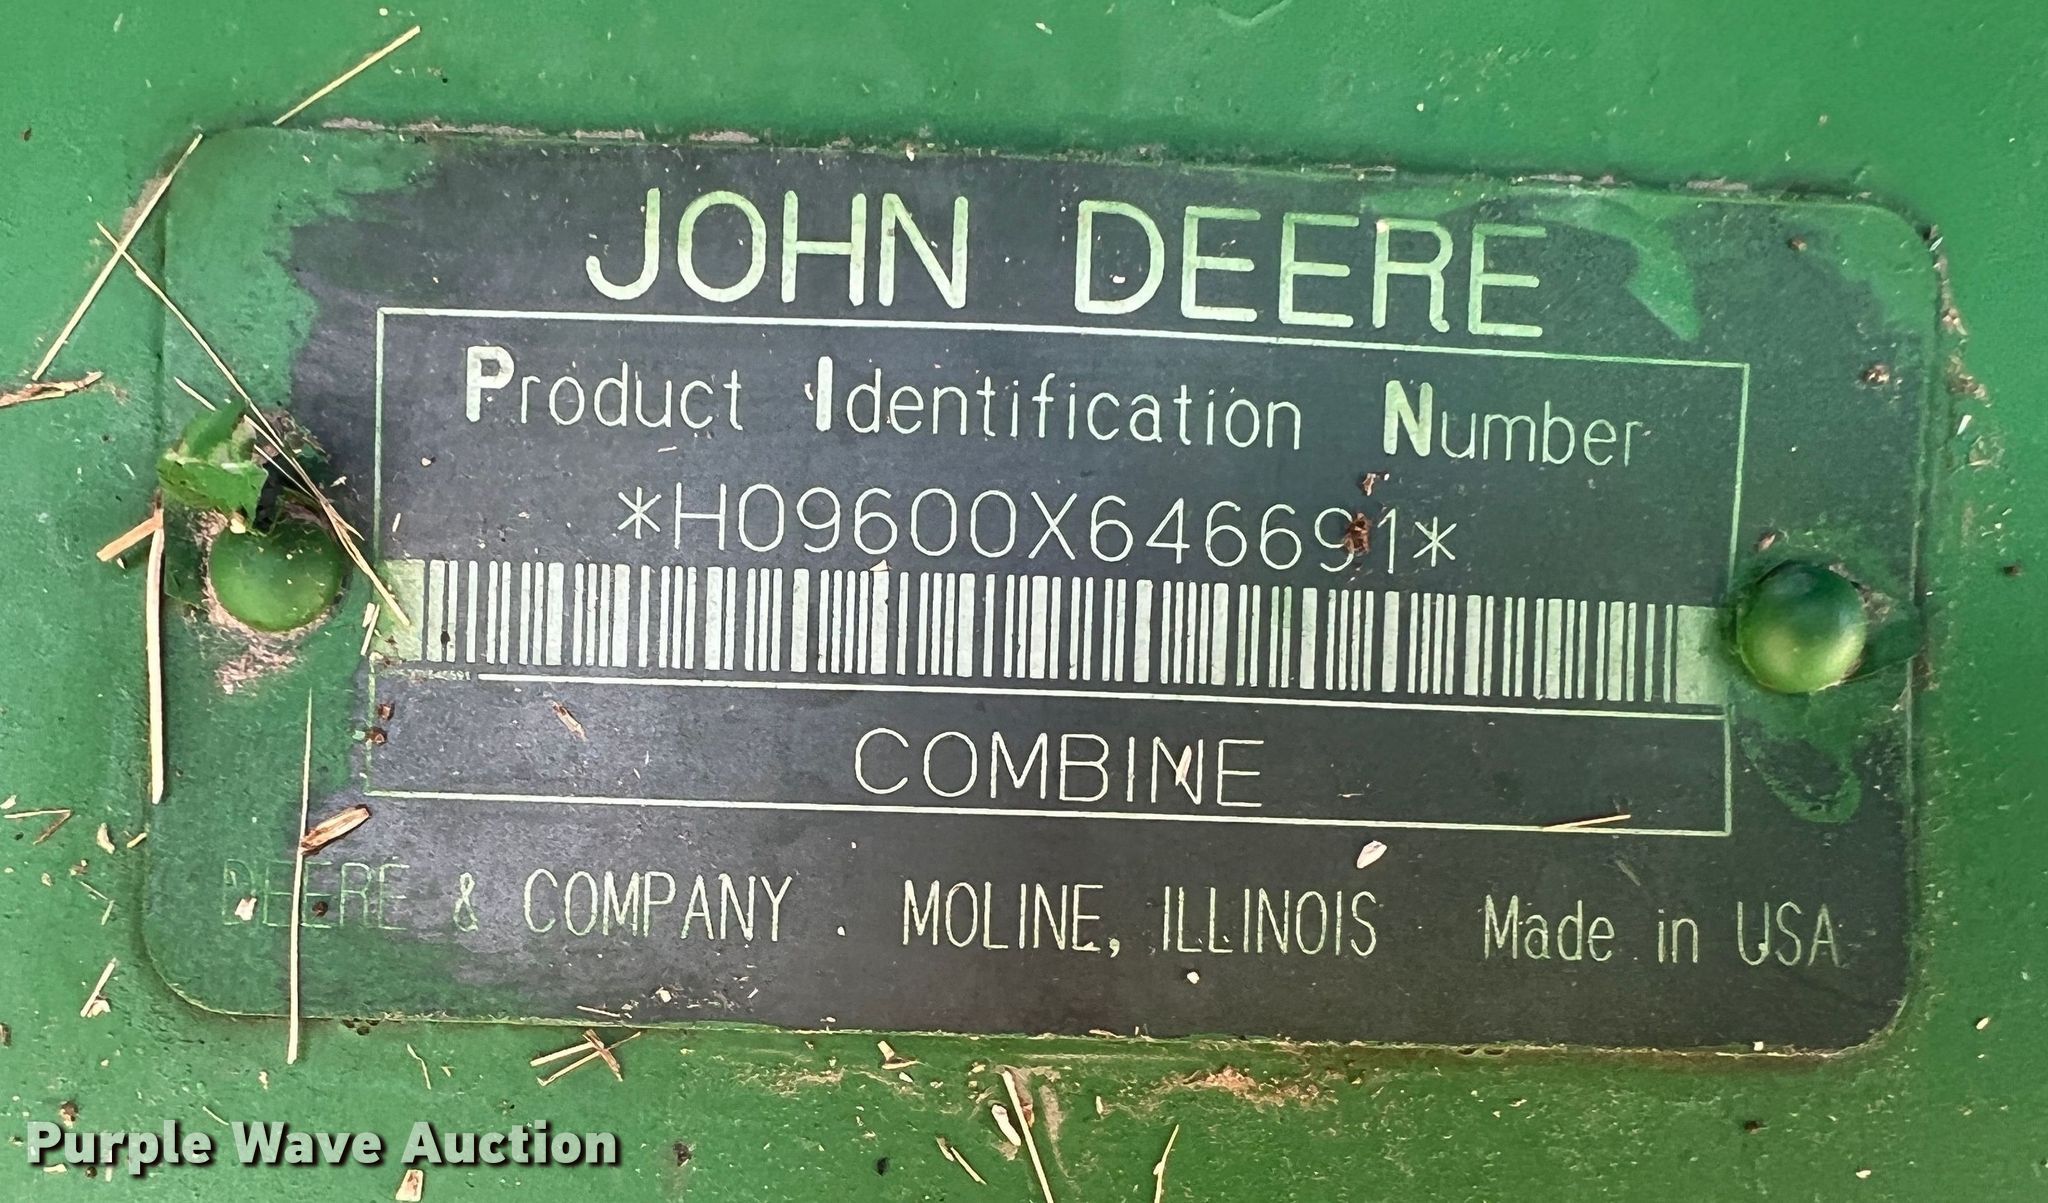 JOHN DEERE
Product Identification Number
*H09600X646691*
COMBINE
DEERE & COMPANY . MOLINE, ILLINOIS Made in USA
Purple Wave Auction